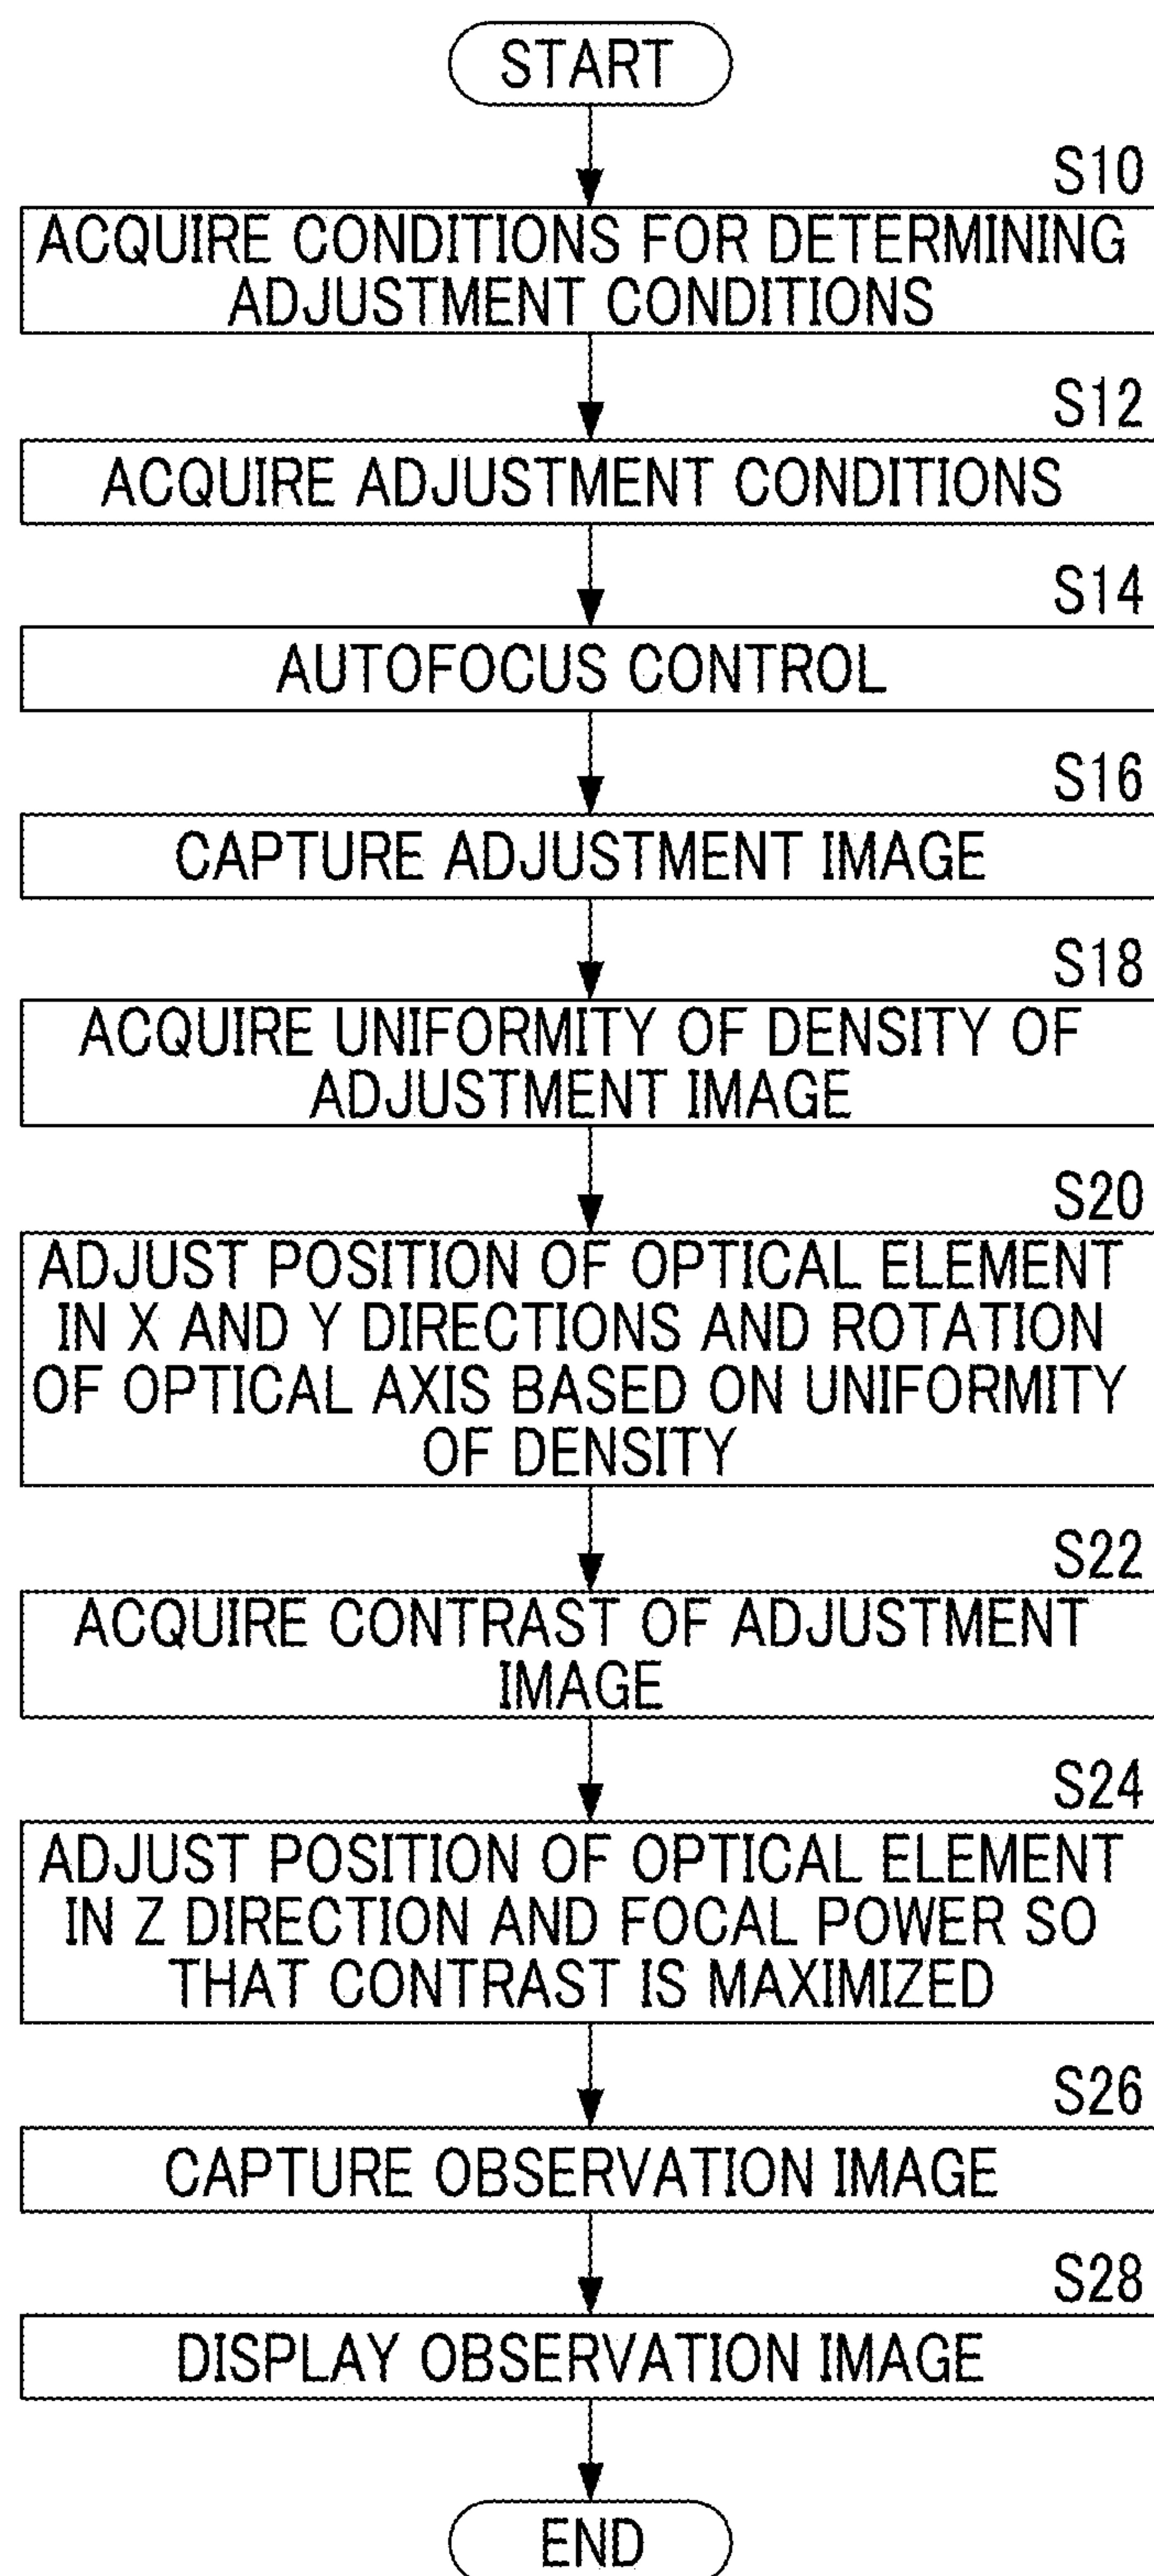 START
S10
ACQUIRE CONDITIONS FOR DETERMINING
ADJUSTMENT CONDITIONS
S12
ACQUIRE ADJUSTMENT CONDITIONS
S14
AUTOFOCUS CONTROL
S16
CAPTURE ADJUSTMENT IMAGE
S18
ACQUIRE UNIFORMITY OF DENSITY OF
ADJUSTMENT IMAGE
S20
ADJUST POSITION OF OPTICAL ELEMENT
IN X AND Y DIRECTIONS AND ROTATION
OF OPTICAL AXIS BASED ON UNIFORMITY
OF DENSITY
S22
ACQUIRE CONTRAST OF ADJUSTMENT
IMAGE
S24
ADJUST POSITION OF OPTICAL ELEMENT
IN Z DIRECTION AND FOCAL POWER SO
THAT CONTRAST IS MAXIMIZED
S26
CAPTURE OBSERVATION IMAGE
S28
DISPLAY OBSERVATION IMAGE
END